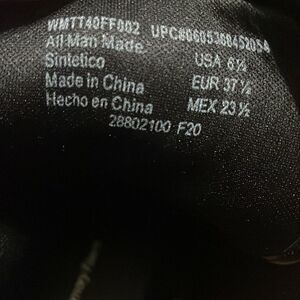 WMTT40FF002 UPC#0605368452054
All Man Made USA 6½
Sintetico EUR 37½
Made in China MEX 23½
Hecho en China
28802100 F20